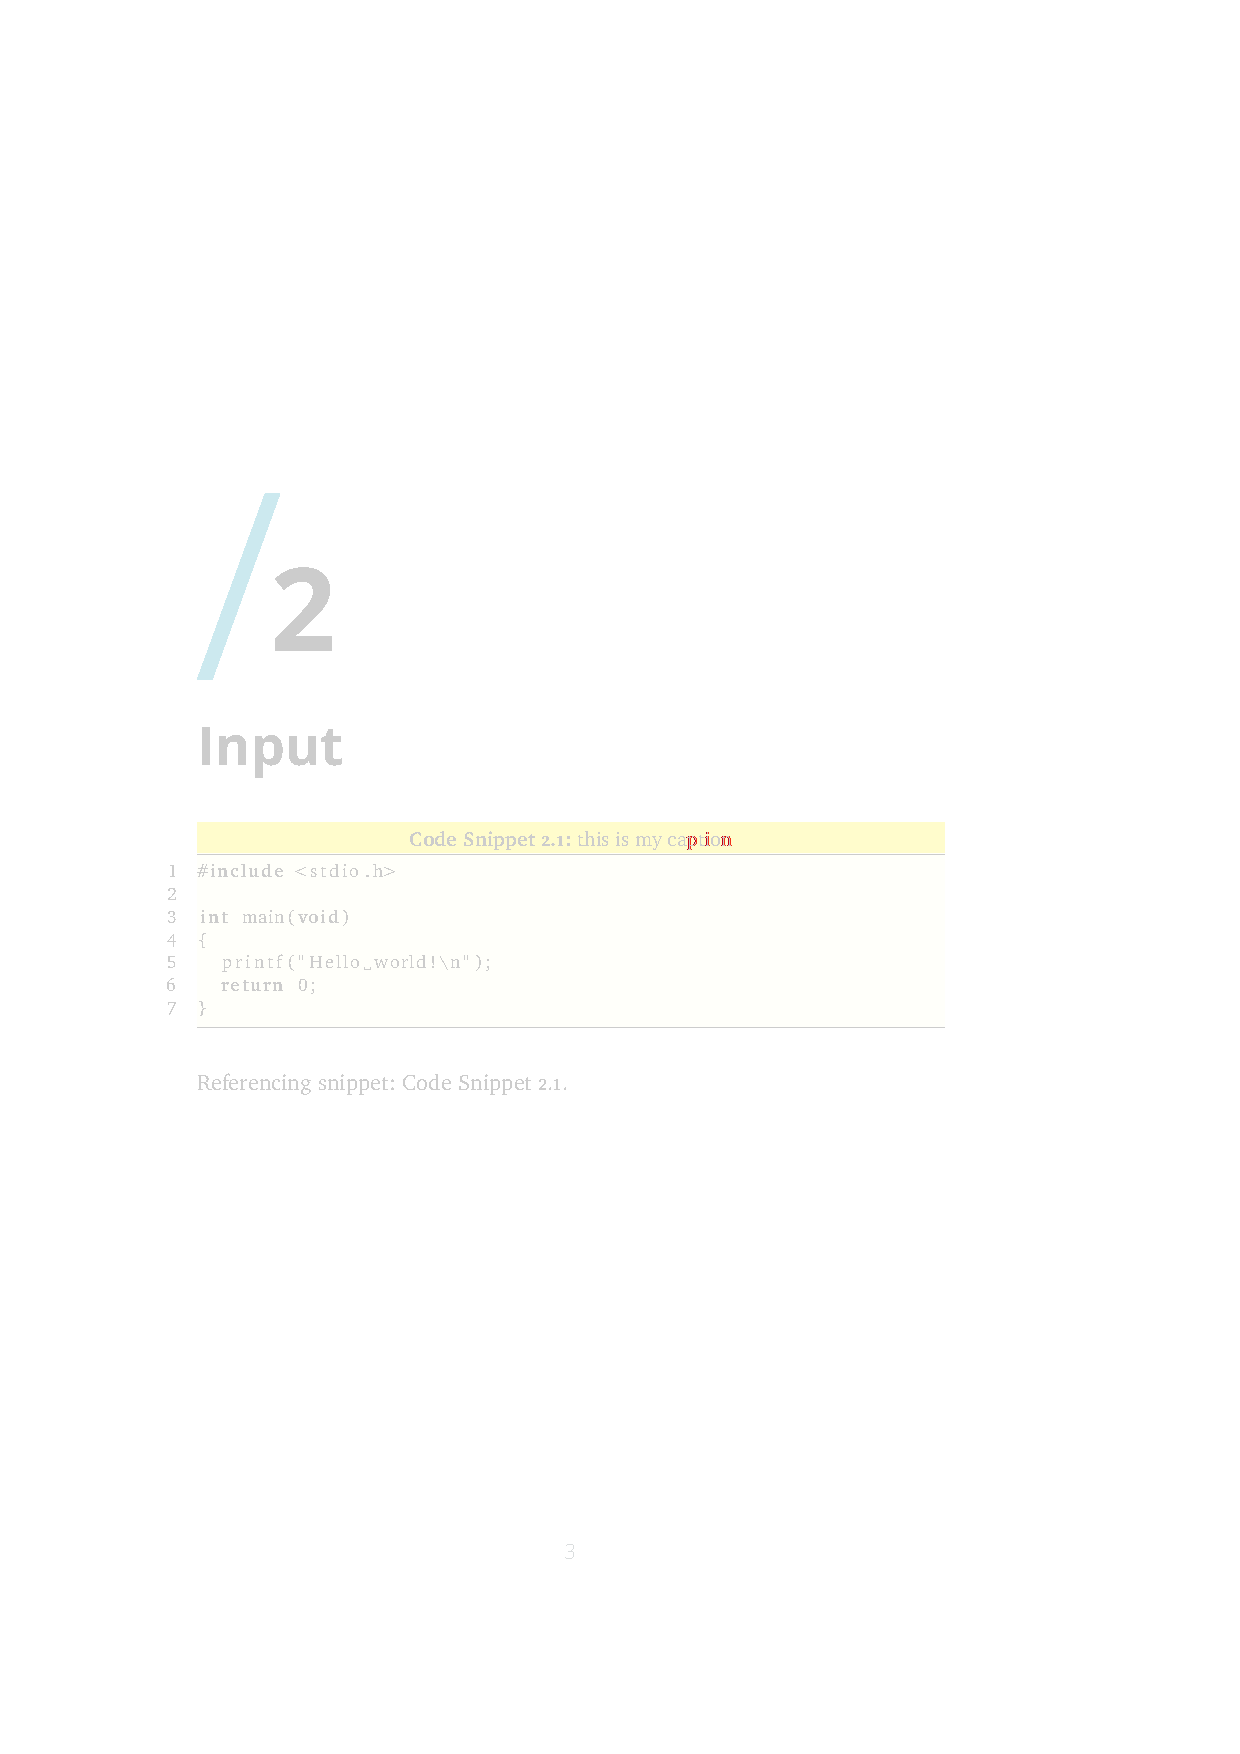 /2
Input
Code Snippet 2.1: this is my caption
1 #include <stdio.h>
2
3 int main(void)
4 {
5   printf("Hello␣world!\n");
6   return 0;
7 }
Referencing snippet: Code Snippet 2.1.
3